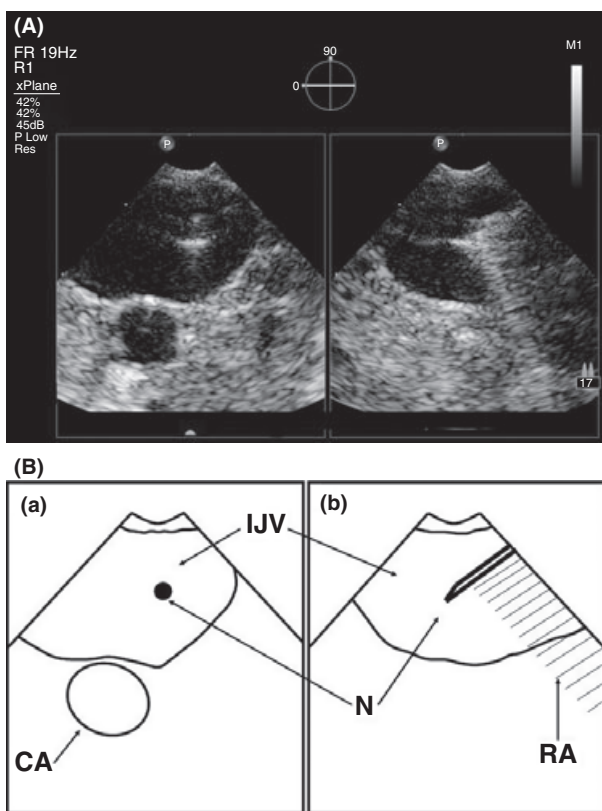 (A)
FR 19Hz
R1
xPlane
42%
42%
45dB
P Low
Res
90
0
M1
P
P
17
(B)
(a)
(b)
IJV
N
CA
RA